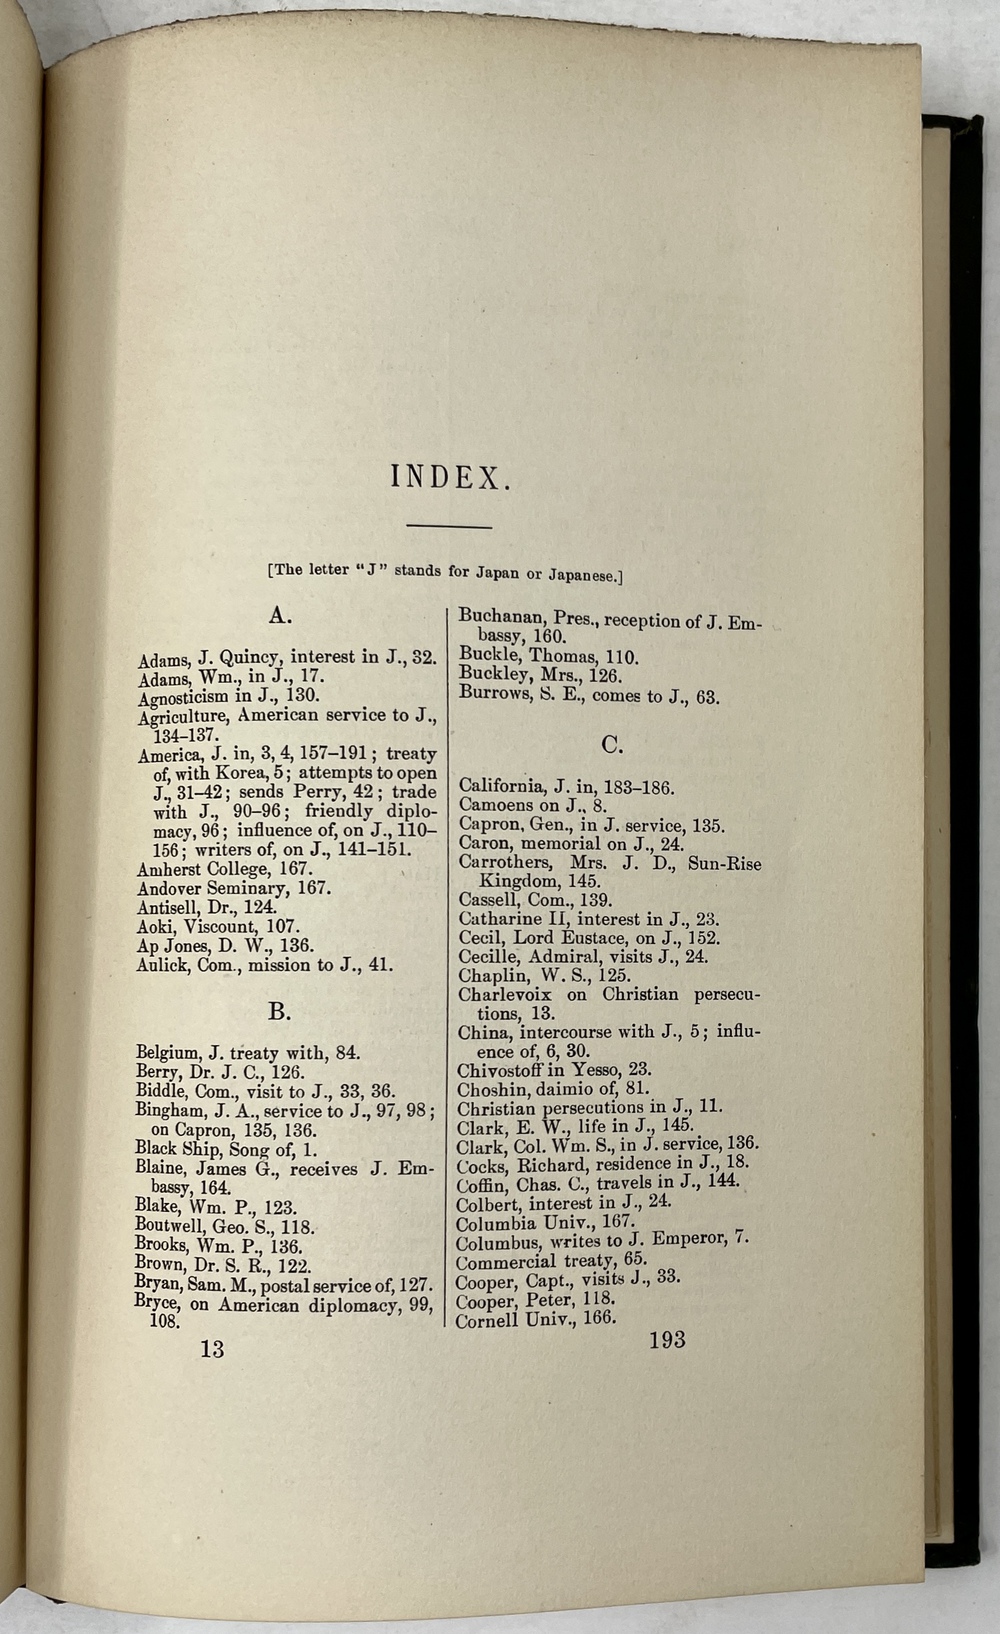 INDEX.
[The letter "J" stands for Japan or Japanese.]
A.
Adams, J. Quincy, interest in J., 32.
Adams, Wm., in J., 17.
Agnosticism in J., 130.
Agriculture, American service to J.,
134–137.
America, J. in, 3, 4, 157–191; treaty
of, with Korea, 5; attempts to open
J., 31–42; sends Perry, 42; trade
with J., 90–96; friendly diplo-
macy, 96; influence of, on J., 110–
156; writers of, on J., 141–151.
Amherst College, 167.
Andover Seminary, 167.
Antisell, Dr., 124.
Aoki, Viscount, 107.
Ap Jones, D. W., 136.
Aulick, Com., mission to J., 41.
B.
Belgium, J. treaty with, 84.
Berry, Dr. J. C., 126.
Biddle, Com., visit to J., 33, 36.
Bingham, J. A., service to J., 97, 98;
on Capron, 135, 136.
Black Ship, Song of, 1.
Blaine, James G., receives J. Em-
bassy, 164.
Blake, Wm. P., 123.
Boutwell, Geo. S., 118.
Brooks, Wm. P., 136.
Brown, Dr. S. R., 122.
Bryan, Sam. M., postal service of, 127.
Bryce, on American diplomacy, 99,
108.
13
Buchanan, Pres., reception of J. Em-
bassy, 160.
Buckle, Thomas, 110.
Buckley, Mrs., 126.
Burrows, S. E., comes to J., 63.
C.
California, J. in, 183–186.
Camoens on J., 8.
Capron, Gen., in J. service, 135.
Caron, memorial on J., 24.
Carrothers, Mrs. J. D., Sun-Rise
Kingdom, 145.
Cassell, Com., 139.
Catharine II, interest in J., 23.
Cecil, Lord Eustace, on J., 152.
Cecille, Admiral, visits J., 24.
Chaplin, W. S., 125.
Charlevoix on Christian persecu-
tions, 13.
China, intercourse with J., 5; influ-
ence of, 6, 30.
Chivostoff in Yesso, 23.
Choshin, daimio of, 81.
Christian persecutions in J., 11.
Clark, E. W., life in J., 145.
Clark, Col. Wm. S., in J. service, 136.
Cocks, Richard, residence in J., 18.
Coffin, Chas. C., travels in J., 144.
Colbert, interest in J., 24.
Columbia Univ., 167.
Columbus, writes to J. Emperor, 7.
Commercial treaty, 65.
Cooper, Capt., visits J., 33.
Cooper, Peter, 118.
Cornell Univ., 166.
193